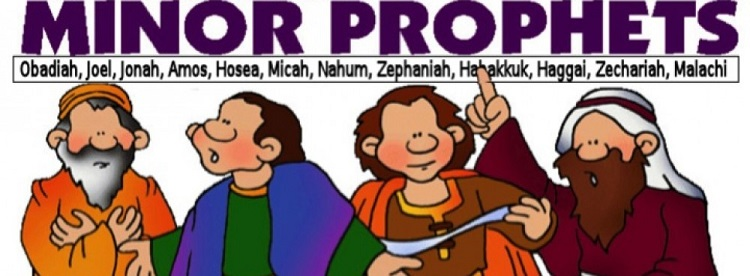 MINOR PROPHETS
Obadiah, Joel, Jonah, Amos, Hosea, Micah, Nahum, Zephaniah, Habakkuk, Haggai, Zechariah, Malachi